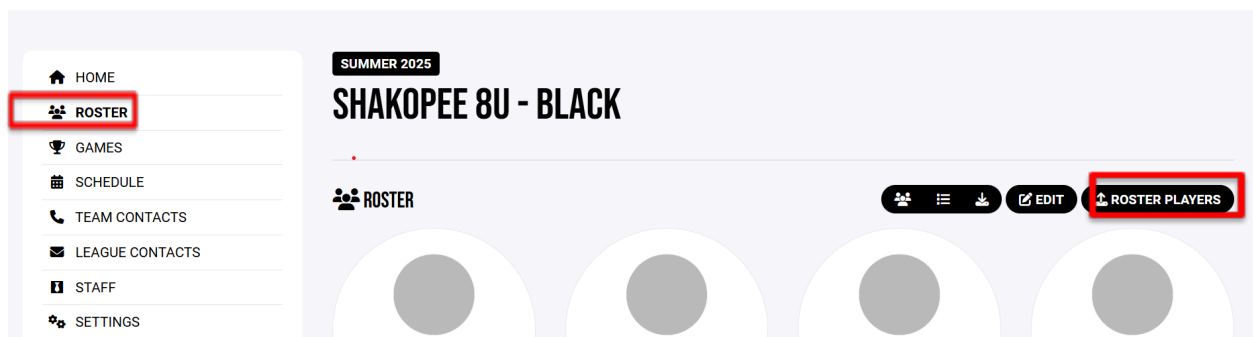 HOME
ROSTER
GAMES
SCHEDULE
TEAM CONTACTS
LEAGUE CONTACTS
STAFF
SETTINGS
SUMMER 2025
SHAKOPEE 8U - BLACK
ROSTER
EDIT
ROSTER PLAYERS